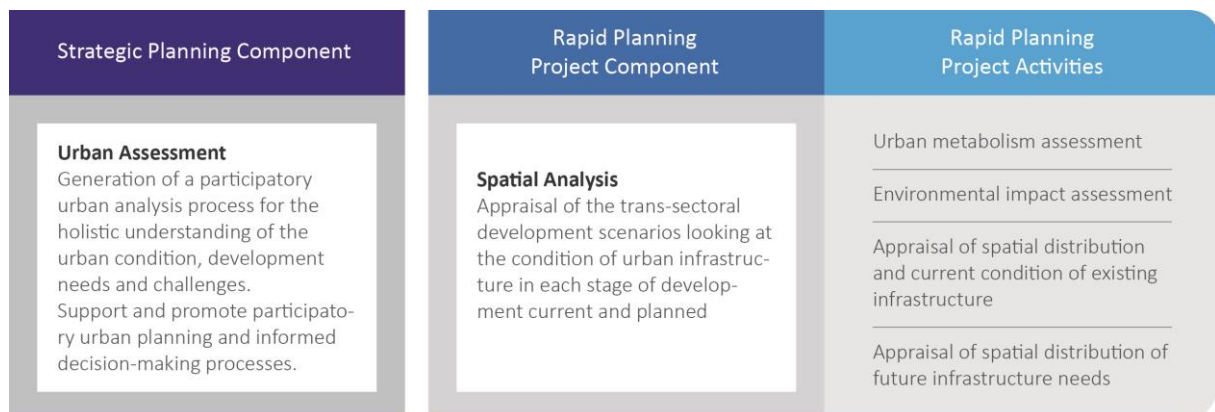 Strategic Planning Component
Urban Assessment
Generation of a participatory
urban analysis process for the
holistic understanding of the
urban condition, development
needs and challenges.
Support and promote participato-
ry urban planning and informed
decision-making processes.
Rapid Planning
Project Component
Spatial Analysis
Appraisal of the trans-sectoral
development scenarios looking at
the condition of urban infrastruc-
ture in each stage of develop-
ment current and planned
Rapid Planning
Project Activities
Urban metabolism assessment
Environmental impact assessment
Appraisal of spatial distribution
and current condition of existing
infrastructure
Appraisal of spatial distribution of
future infrastructure needs